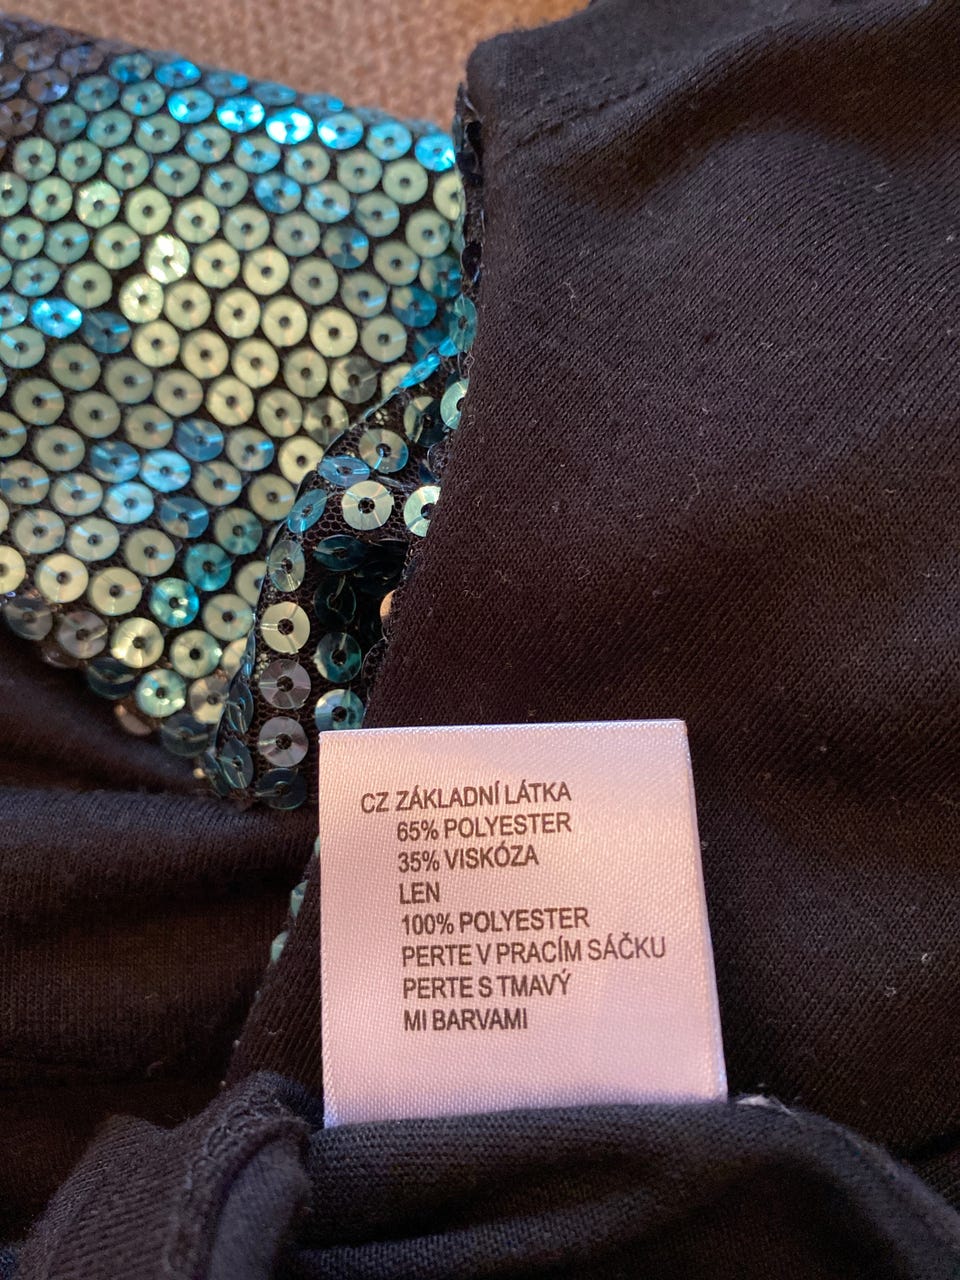 CZ ZÁKLADNÍ LÁTKA
65% POLYESTER
35% VISKÓZA
LEN
100% POLYESTER
PERTE V PRACÍM SÁČKU
PERTE S TMAVÝ
MI BARVAMI